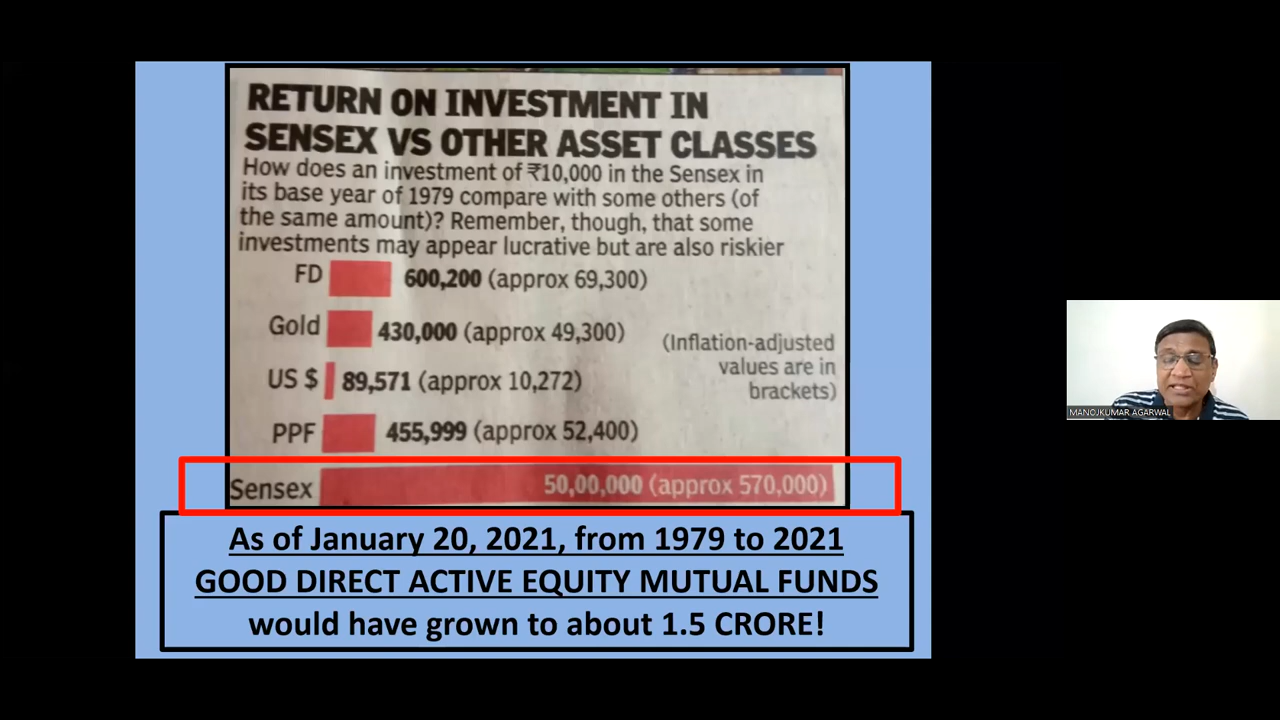 RETURN ON INVESTMENT IN
SENSEX VS OTHER ASSET CLASSES
How does an investment of ₹10,000 in the Sensex in
its base year of 1979 compare with some others (of
the same amount)? Remember, though, that some
investments may appear lucrative but are also riskier
FD 600,200 (approx 69,300)
Gold 430,000 (approx 49,300)
(Inflation-adjusted
values are in
brackets)
US $ 89,571 (approx 10,272)
PPF 455,999 (approx 52,400)
Sensex 50,00,000 (approx 570,000)
As of January 20, 2021, from 1979 to 2021
GOOD DIRECT ACTIVE EQUITY MUTUAL FUNDS
would have grown to about 1.5 CRORE!
MANOJKUMAR AGARWAL